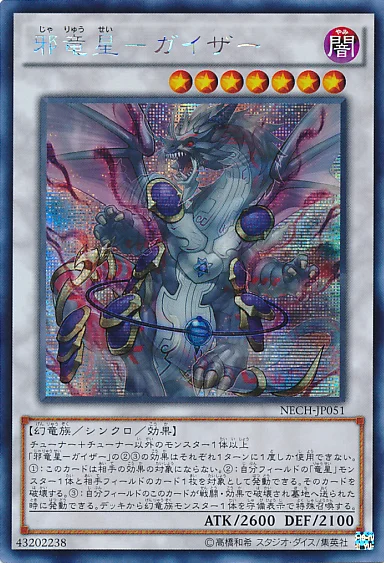 邪竜星－ガイザー
じゃ りゅう せい
闇
やみ
NECH-JP051
【幻竜族／シンクロ／効果】
チューナー＋チューナー以外のモンスター1体以上
「邪竜星－ガイザー」の②③の効果はそれぞれ1ターンに1度しか使用できない。
①：このカードは相手の効果の対象にならない。②：自分フィールドの「竜星」モン
スター1体と相手フィールドのカード1枚を対象として発動できる。そのカードを
破壊する。③：自分フィールドのこのカードが戦闘・効果で破壊され墓地へ送られた
時に発動できる。デッキから幻竜族モンスター1体を守備表示で特殊召喚する。
ATK/2600 DEF/2100
43202238
©高橋和希 スタジオ・ダイス/集英社